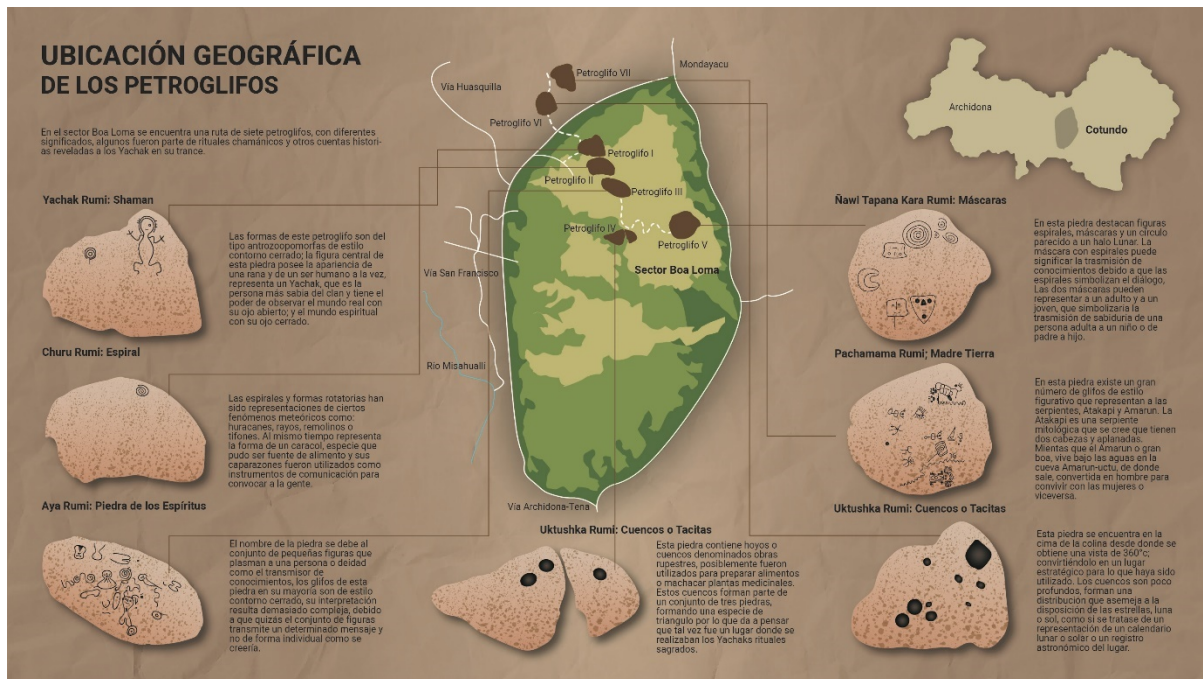 UBICACIÓN GEOGRÁFICA
DE LOS PETROGLIFOS
En el sector Boa Loma se encuentra una ruta de siete petroglifos, con diferentes
significados, algunos fueron parte de rituales chamánicos y otros cuentas histori-
as reveladas a los Yachak en su trance.
Mondayacu
Petroglifo VII
Vía Huasquilla
Petroglifo VI
Petroglifo I
Petroglifo II
Petroglifo III
Petroglifo IV
Petroglifo V
Sector Boa Loma
Vía San Francisco
Río Misahuallí
Vía Archidona-Tena
Archidona
Cotundo
Yachak Rumi: Shaman
Las formas de este petroglifo son del
tipo antrozoopomorfas de estilo
contorno cerrado; la figura central de
esta piedra posee la apariencia de
una rana y de un ser humano a la vez,
representa un Yachak, que es la
persona más sabia del clan y tiene el
poder de observar el mundo real con
su ojo abierto; y el mundo espiritual
con su ojo cerrado.
Churu Rumi: Espiral
Las espirales y formas rotatorias han
sido representaciones de ciertos
fenómenos meteóricos como:
huracanes, rayos, remolinos o
tifones. Al mismo tiempo representa
la forma de un caracol, especie que
pudo ser fuente de alimento y sus
caparazones fueron utilizados como
instrumentos de comunicación para
convocar a la gente.
Aya Rumi: Piedra de los Espíritus
El nombre de la piedra se debe al
conjunto de pequeñas figuras que
plasman a una persona o deidad
como el transmisor de
conocimientos, los glifos de esta
piedra en su mayoría son de estilo
contorno cerrado, su interpretación
resulta demasiado compleja, debido
a que quizás el conjunto de figuras
transmite un determinado mensaje y
no de forma individual como se
creería.
Uktushka Rumi: Cuencos o Tacitas
Esta piedra contiene hoyos o
cuencos denominados obras
rupestres, posiblemente fueron
utilizados para preparar alimentos
o machacar plantas medicinales.
Estos cuencos forman parte de
un conjunto de tres piedras,
formando una especie de
triangulo por lo que da a pensar
que tal vez fue un lugar donde se
realizaban los Yachaks rituales
sagrados.
Ñawl Tapana Kara Rumi: Máscaras
En esta piedra destacan figuras
espirales, máscaras y un círculo
parecido a un halo Lunar. La
máscara con espirales puede
significar la trasmisión de
conocimientos debido a que las
espirales simbolizan el diálogo,
Las dos máscaras pueden
representar a un adulto y a un
joven, que simbolizaría la
trasmisión de sabiduria de una
persona adulta a un niño o de
padre a hijo.
Pachamama Rumi; Madre Tierra
En esta piedra existe un gran
número de glifos de estilo
figurativo que representan a las
serpientes, Atakapi y Amarun. La
Atakapi es una serpiente
mitológica que se cree que tienen
dos cabezas y aplanadas.
Mientas que el Amarun o gran
boa, vive bajo las aguas en la
cueva Amarun-uctu, de donde
sale, convertida en hombre para
convivir con las mujeres o
viceversa.
Uktushka Rumi: Cuencos o Tacitas
Esta piedra se encuentra en la
cima de la colina desde donde se
obtiene una vista de 360°c;
convirtiéndolo en un lugar
estratégico para lo que haya sido
utilizado. Los cuencos son poco
profundos, forman una
distribución que asemeja a la
disposición de las estrellas, luna
o sol, como si se tratase de un
representación de un calendario
lunar o solar o un registro
astronómico del lugar.